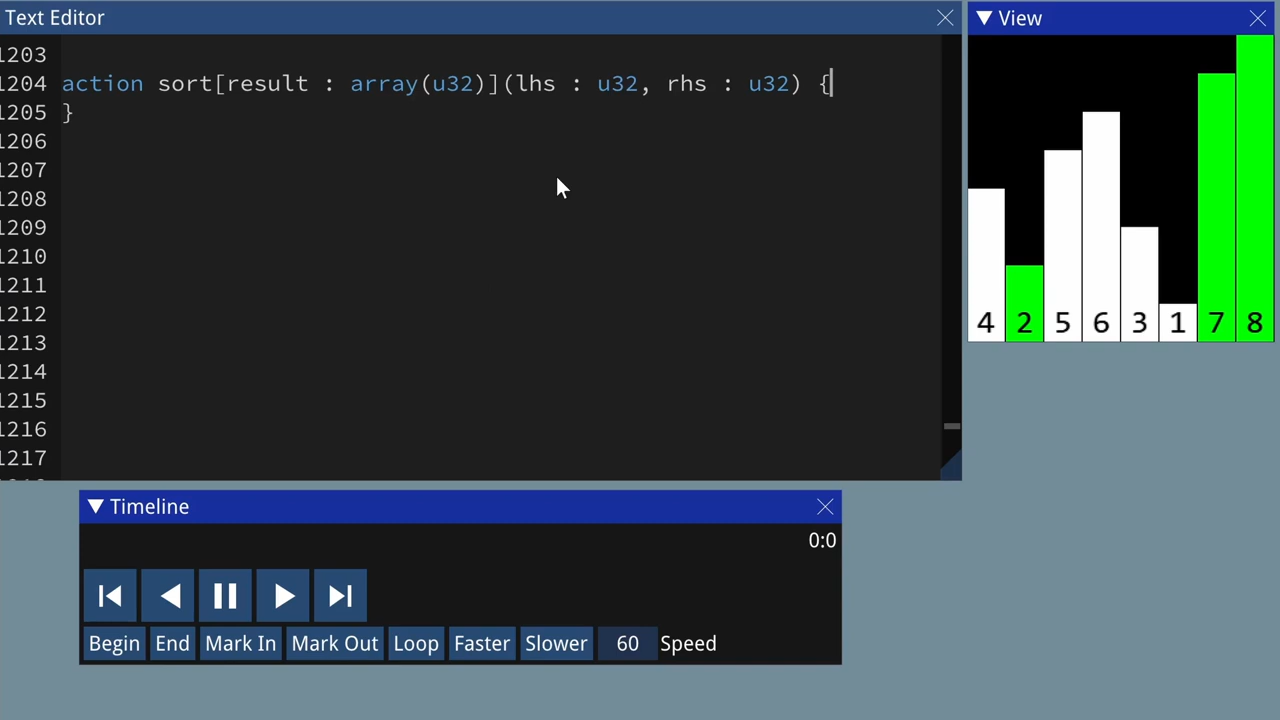 Text Editor
1203
1204 action sort[result : array(u32)](lhs : u32, rhs : u32) {
1205 }
1206
1207
1208
1209
1210
1211
1212
1213
1214
1215
1216
1217
View
4 2 5 6 3 1 7 8
Timeline
0:0
Begin End Mark In Mark Out Loop Faster Slower 60 Speed